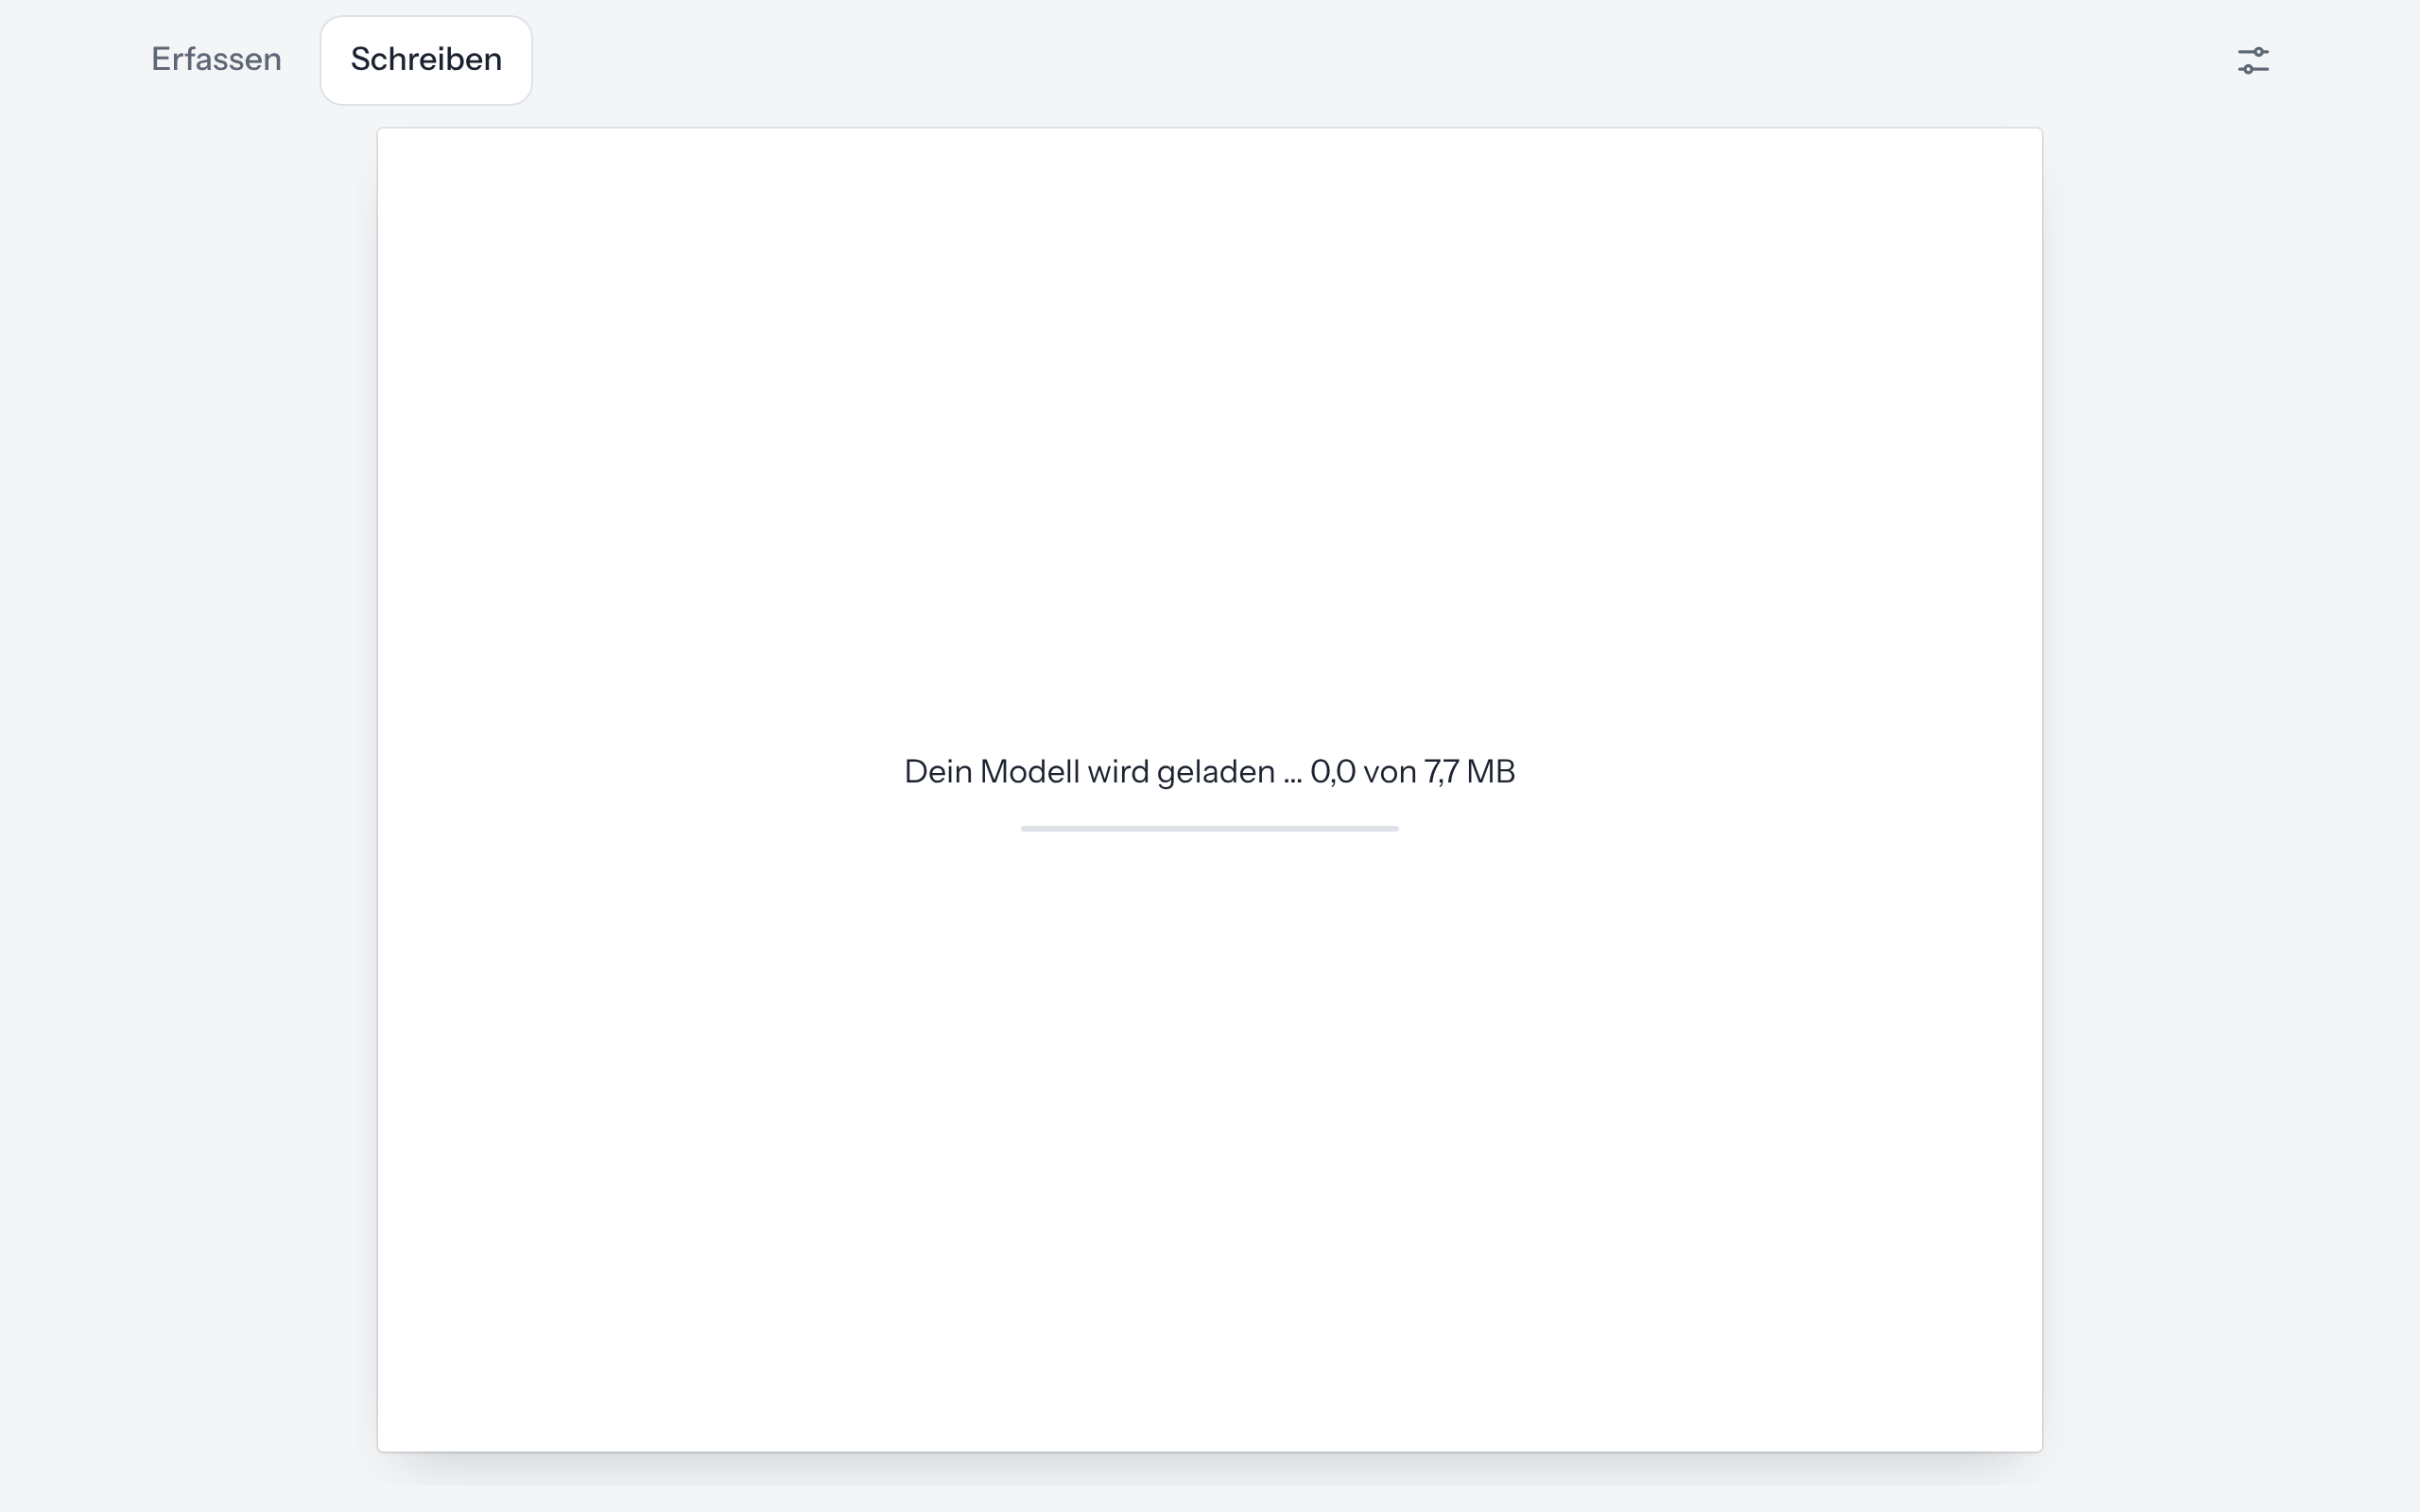 Erfassen Schreiben
Dein Modell wird geladen ... 0,0 von 7,7 MB